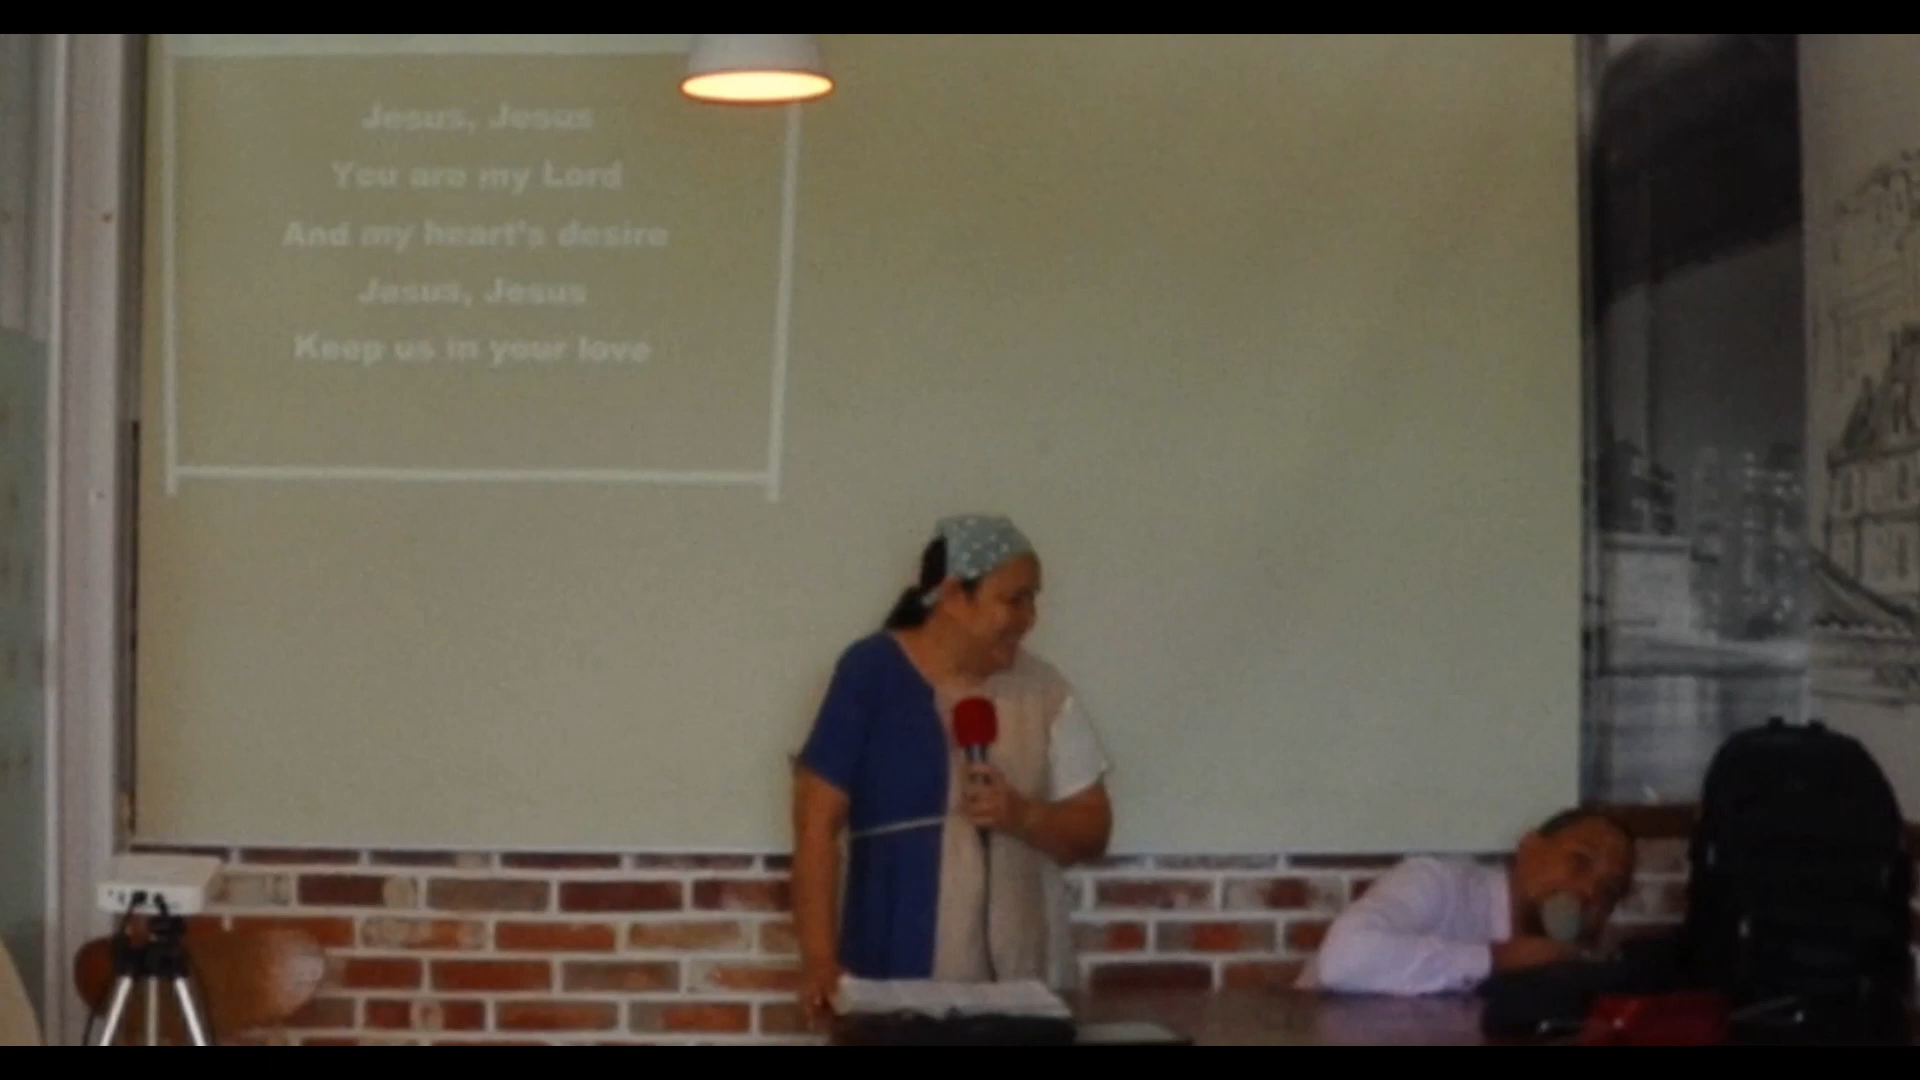 Jesus, Jesus
You are my Lord
And my heart's desire
Jesus, Jesus
Keep us in your love